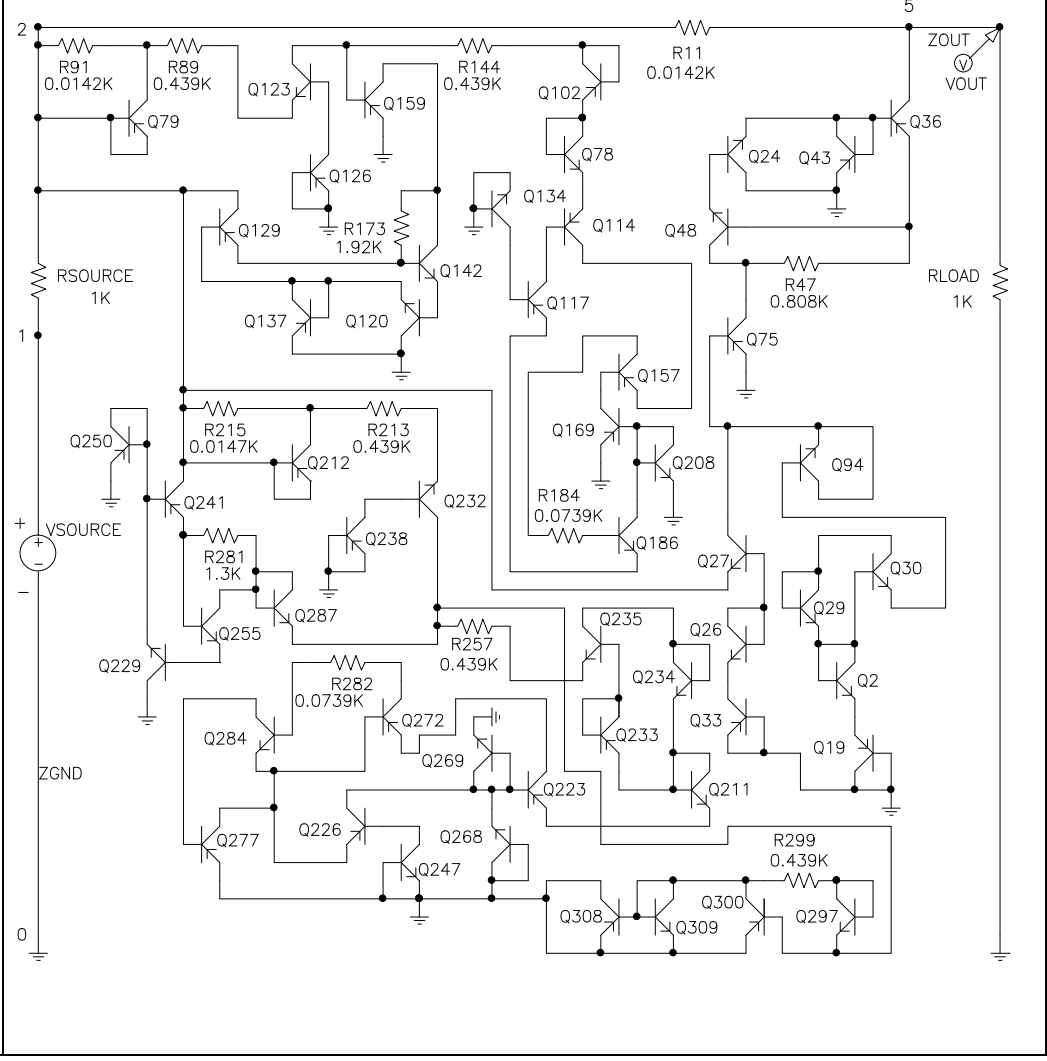 5
2
ZOUT
VOUT
V
R91
0.0142K
R89
0.439K
Q123
Q159
R144
0.439K
Q102
R11
0.0142K
Q79
Q36
Q126
Q78
Q24
Q43
Q134
Q129
R173
1.92K
Q114
Q48
Q142
RSOURCE
1K
R47
0.808K
RLOAD
1K
Q117
Q137
Q120
1
Q75
Q157
Q250
R215
0.0147K
R213
0.439K
Q169
Q208
Q94
Q212
Q241
Q232
R184
0.0739K
+
VSOURCE
+
−
−
R281
1.3K
Q238
Q186
Q27
Q30
Q287
Q29
Q255
Q235
Q26
R257
0.439K
Q229
R282
0.0739K
Q234
Q2
Q284
Q272
Q269
Q233
Q33
Q19
ZGND
Q223
Q211
Q277
Q226
Q268
Q247
R299
0.439K
Q308
Q309
Q300
Q297
0